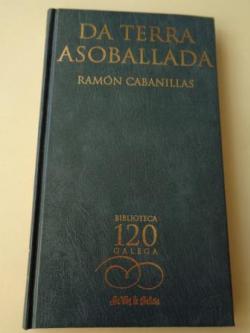 DA TERRA
ASOBALLADA
RAMÓN CABANILLAS
BIBLIOTECA
120
GALEGA
La Voz de Galicia